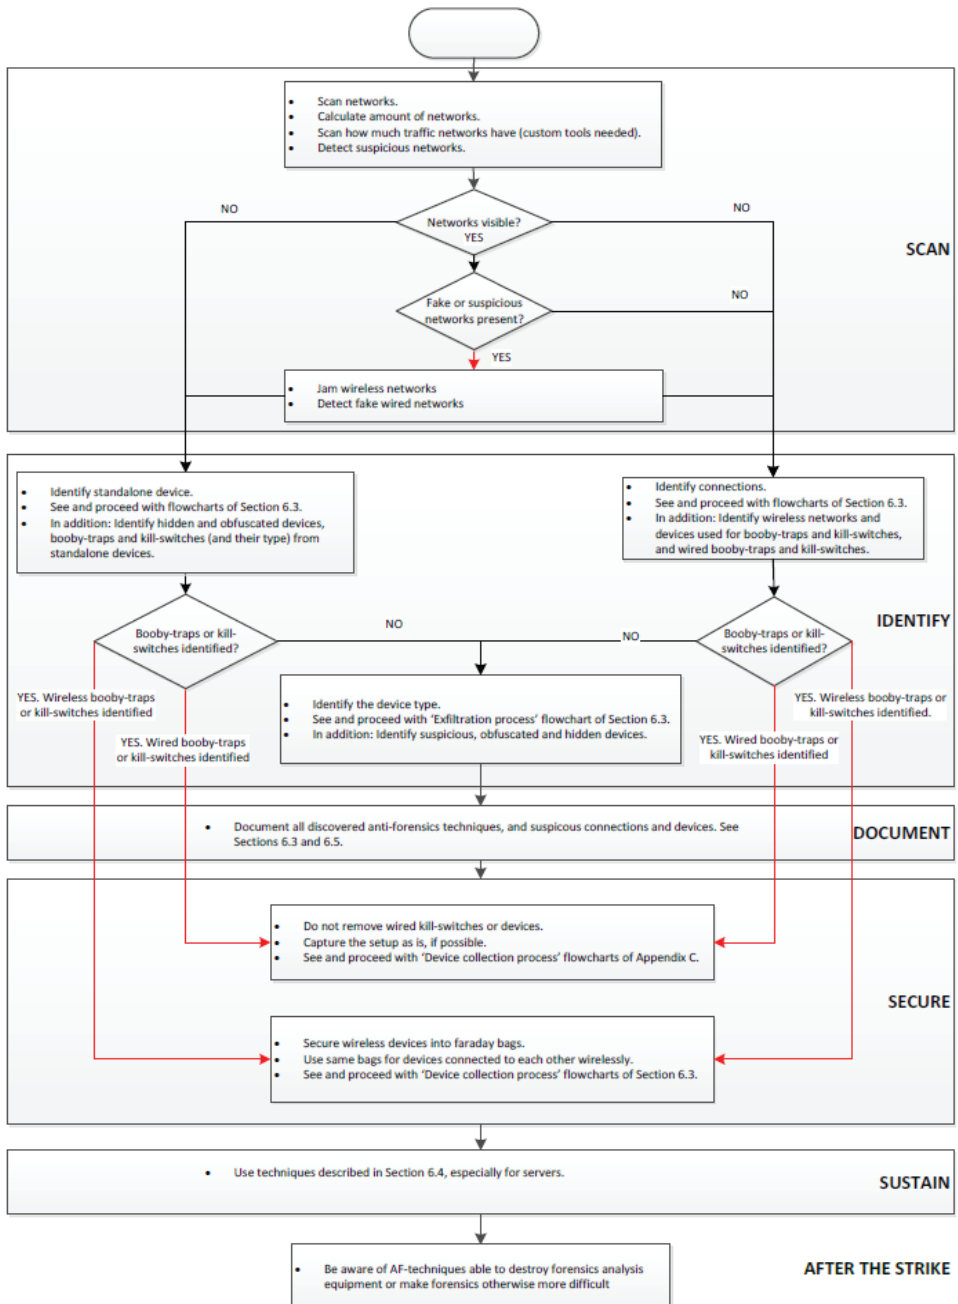 • Scan networks.
• Calculate amount of networks.
• Scan how much traffic networks have (custom tools needed).
• Detect suspicious networks.
NO
Networks visible?
YES
NO
SCAN
Fake or suspicious
networks present?
NO
YES
• Jam wireless networks
• Detect fake wired networks
• Identify standalone device.
• See and proceed with flowcharts of Section 6.3.
• In addition: Identify hidden and obfuscated devices,
booby-traps and kill-switches (and their type) from
standalone devices.
• Identify connections.
• See and proceed with flowcharts of Section 6.3.
• In addition: Identify wireless networks and
devices used for booby-traps and kill-switches,
and wired booby-traps and kill-switches.
IDENTIFY
Booby-traps or kill-
switches identified?
NO
NO
Booby-traps or kill-
switches identified?
YES. Wireless booby-traps
or kill-switches identified
YES. Wired booby-traps
or kill-switches identified
• Identify the device type.
• See and proceed with 'Exfiltration process' flowchart of Section 6.3.
• In addition: Identify suspicious, obfuscated and hidden devices.
YES. Wireless booby-traps or
kill-switches identified.
YES. Wired booby-traps or
kill-switches identified
• Document all discovered anti-forensics techniques, and suspicous connections and devices. See
Sections 6.3 and 6.5.
DOCUMENT
• Do not remove wired kill-switches or devices.
• Capture the setup as is, if possible.
• See and proceed with 'Device collection process' flowcharts of Appendix C.
SECURE
• Secure wireless devices into faraday bags.
• Use same bags for devices connected to each other wirelessly.
• See and proceed with 'Device collection process' flowcharts of Section 6.3.
• Use techniques described in Section 6.4, especially for servers.
SUSTAIN
• Be aware of AF-techniques able to destroy forensics analysis
equipment or make forensics otherwise more difficult
AFTER THE STRIKE